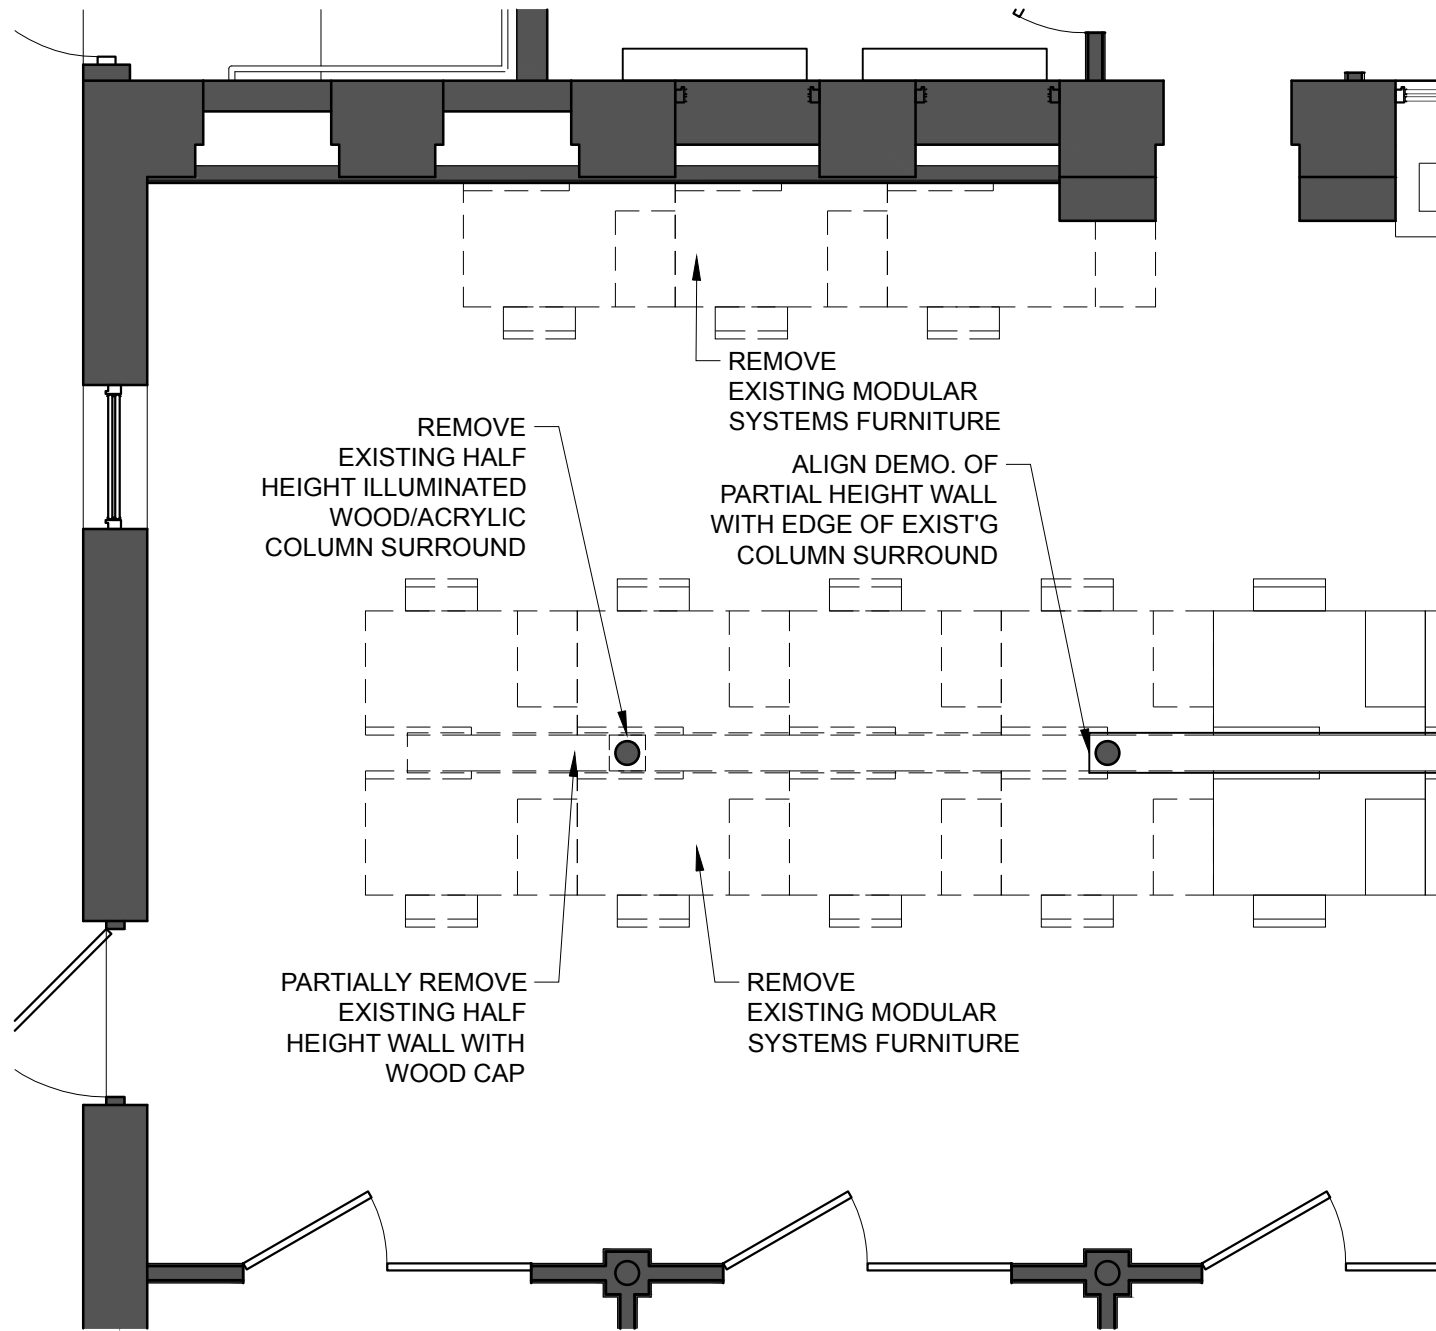 REMOVE
EXISTING MODULAR
SYSTEMS FURNITURE
REMOVE
EXISTING HALF
HEIGHT ILLUMINATED
WOOD/ACRYLIC
COLUMN SURROUND
ALIGN DEMO. OF
PARTIAL HEIGHT WALL
WITH EDGE OF EXIST'G
COLUMN SURROUND
PARTIALLY REMOVE
EXISTING HALF
HEIGHT WALL WITH
WOOD CAP
REMOVE
EXISTING MODULAR
SYSTEMS FURNITURE